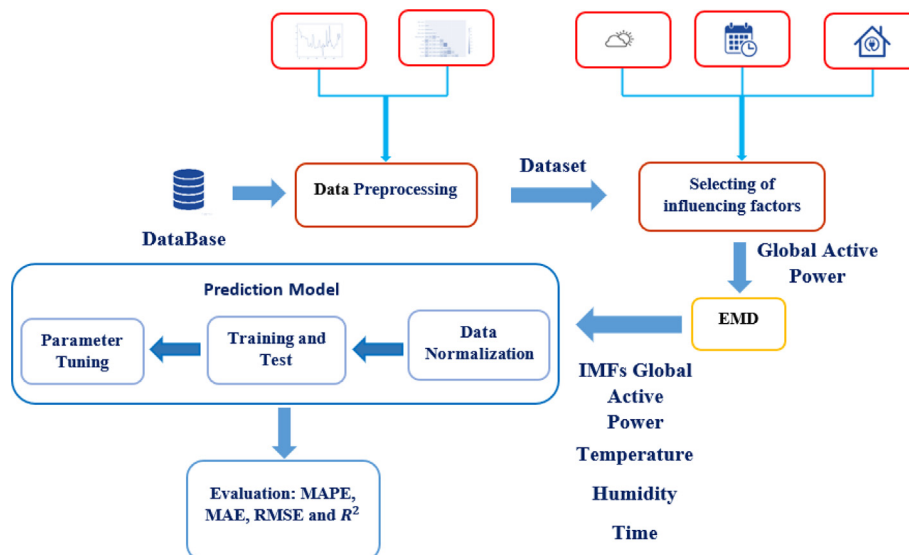 Data Preprocessing
Dataset
Selecting of
influencing factors
DataBase
Global Active
Power
Prediction Model
EMD
Parameter
Tuning
Training and
Test
Data
Normalization
IMFs Global
Active
Power
Temperature
Humidity
Time
Evaluation: MAPE,
MAE, RMSE and R²